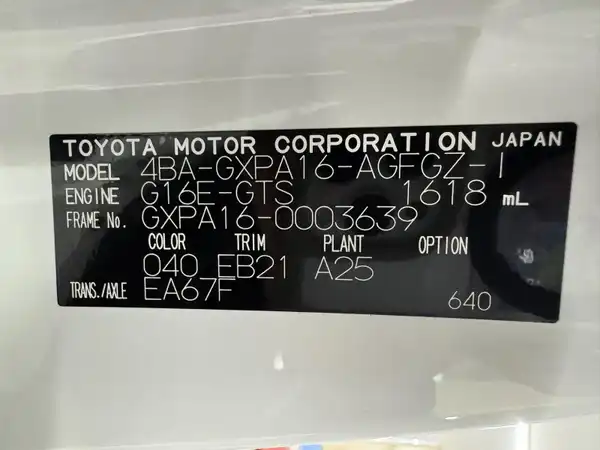 TOYOTA MOTOR CORPORATION JAPAN
MODEL 4BA-GXPA16-AGFGZ-I
ENGINE G16E-GTS 1618 mL
FRAME No. GXPA16-0003639
COLOR TRIM PLANT OPTION
040 EB21 A25
TRANS./AXLE EA67F
640